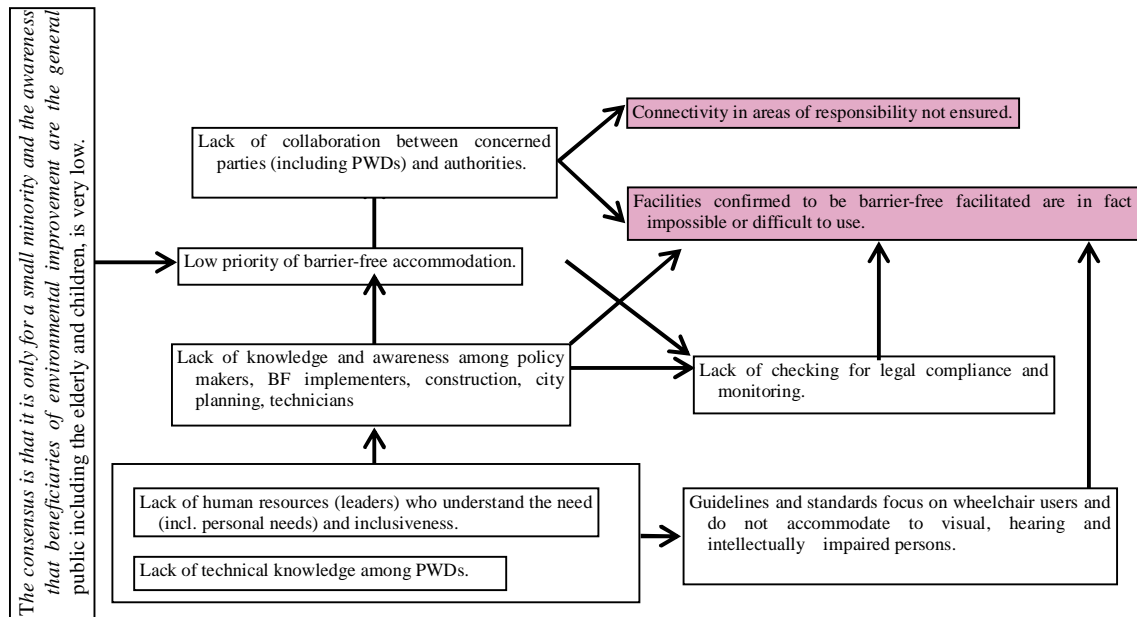 The consensus is that it is only for a small minority and the awareness
that beneficiaries of environmental improvement are the general
public including the elderly and children, is very low.
Connectivity in areas of responsibility not ensured.
Lack of collaboration between concerned
parties (including PWDs) and authorities.
Facilities confirmed to be barrier-free facilitated are in fact
impossible or difficult to use.
Low priority of barrier-free accommodation.
Lack of knowledge and awareness among policy
makers, BF implementers, construction, city
planning, technicians
Lack of checking for legal compliance and
monitoring.
Lack of human resources (leaders) who understand the need
(incl. personal needs) and inclusiveness.
Lack of technical knowledge among PWDs.
Guidelines and standards focus on wheelchair users and
do not accommodate to visual, hearing and
intellectually impaired persons.